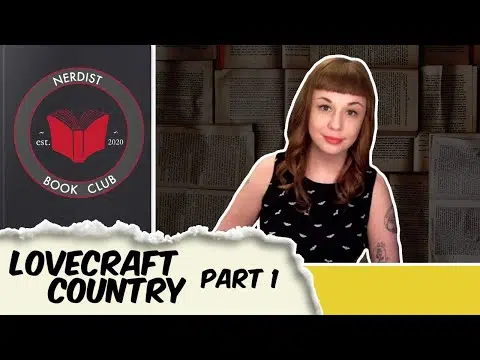 NERDIST
~ est. 2020 ~
BOOK CLUB
LOVECRAFT
COUNTRY PART 1